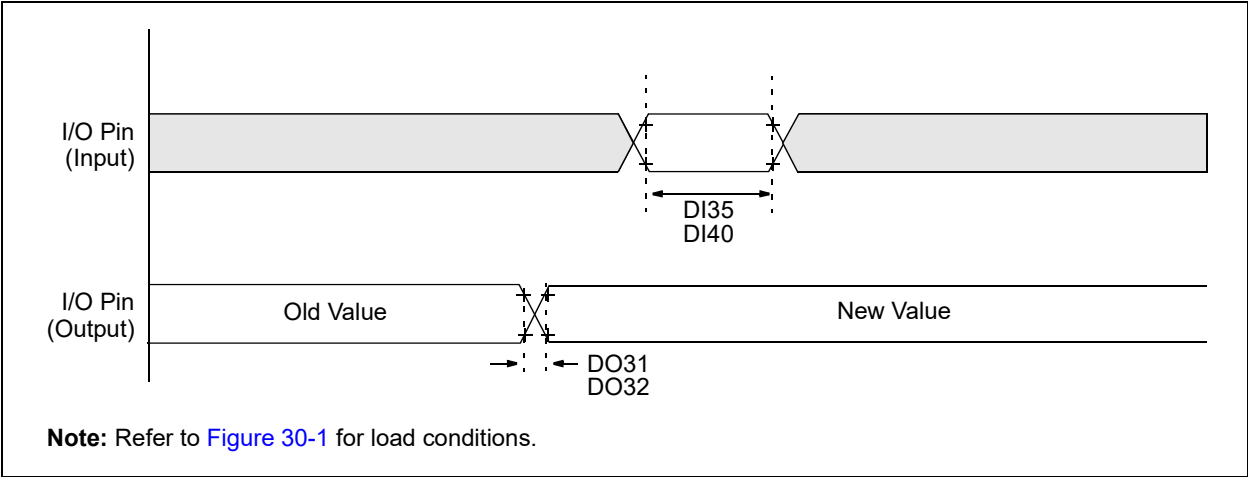 I/O Pin
(Input)
DI35
DI40
I/O Pin
(Output)
Old Value
New Value
DO31
DO32
Note: Refer to Figure 30-1 for load conditions.